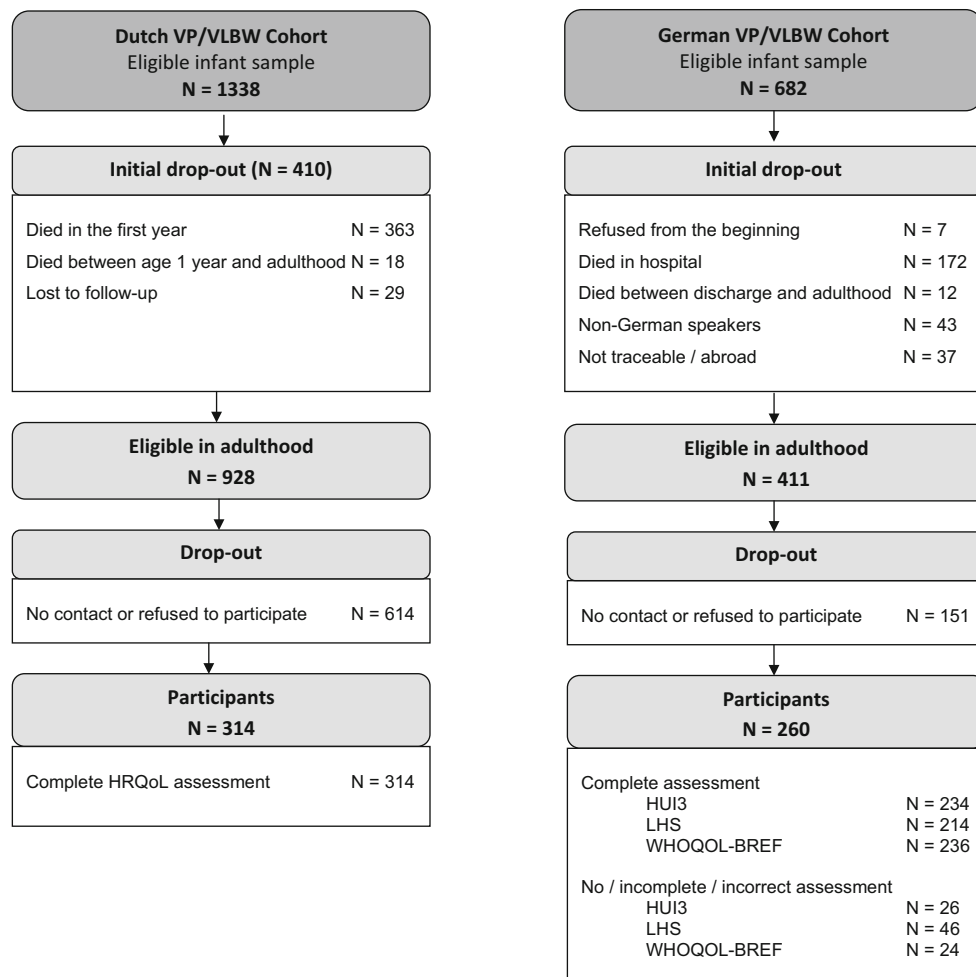 Dutch VP/VLBW Cohort
Eligible infant sample
N = 1338
Initial drop-out (N = 410)
Died in the first year N = 363
Died between age 1 year and adulthood N = 18
Lost to follow-up N = 29
Eligible in adulthood
N = 928
Drop-out
No contact or refused to participate N = 614
Participants
N = 314
Complete HRQoL assessment N = 314
German VP/VLBW Cohort
Eligible infant sample
N = 682
Initial drop-out
Refused from the beginning N = 7
Died in hospital N = 172
Died between discharge and adulthood N = 12
Non-German speakers N = 43
Not traceable / abroad N = 37
Eligible in adulthood
N = 411
Drop-out
No contact or refused to participate N = 151
Participants
N = 260
Complete assessment
HUI3 N = 234
LHS N = 214
WHOQOL-BREF N = 236
No / incomplete / incorrect assessment
HUI3 N = 26
LHS N = 46
WHOQOL-BREF N = 24